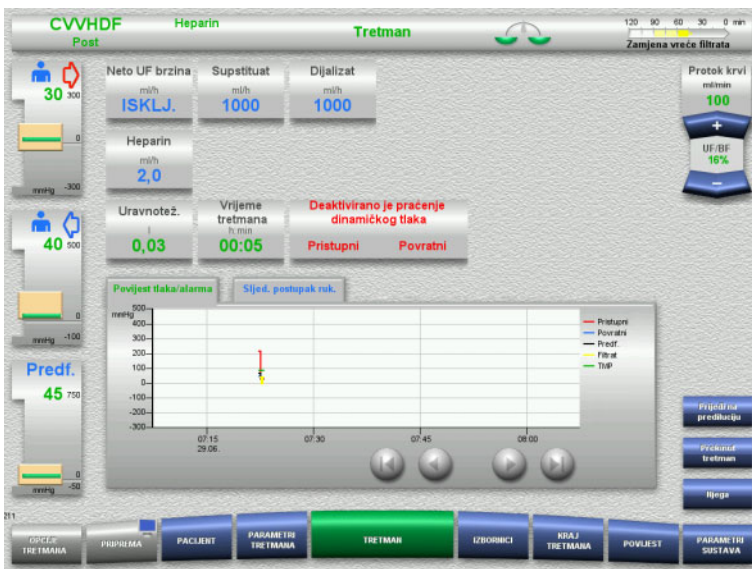 CVVHDF
Post
Heparin
Tretman
120 90 60 30 0 min
Zamjena vreće filtrata
30 300
0
mmHg -300
Neto UF brzina
ml/h
ISKLJ.
Supstituat
ml/h
1000
Dijalizat
ml/h
1000
Protok krvi
ml/min
100
+
UF/BF
16%
−
Heparin
ml/h
2,0
40 500
0
mmHg -100
Uravnotež.
l
0,03
Vrijeme
tretmana
h:min
00:05
Deaktivirano je praćenje
dinamičkog tlaka
Pristupni Povratni
Povijest tlaka/alarma
Sljed. postupak ruk.
mmHg
500
400
300
200
100
0
-100
-200
-300
07:15 07:30 07:45 08:00
29.06.
Pristupni
Povratni
Predf.
Filtrat
TMP
Predf.
45 750
0
mmHg -50
Prijeđi na
prediluciju
Prekinut
tretman
Njega
211
OPCIJE
TRETMANA
PRIPREMA
PACIJENT
PARAMETRI
TRETMANA
TRETMAN
IZBORNICI
KRAJ
TRETMANA
POVIJEST
PARAMETRI
SUSTAVA